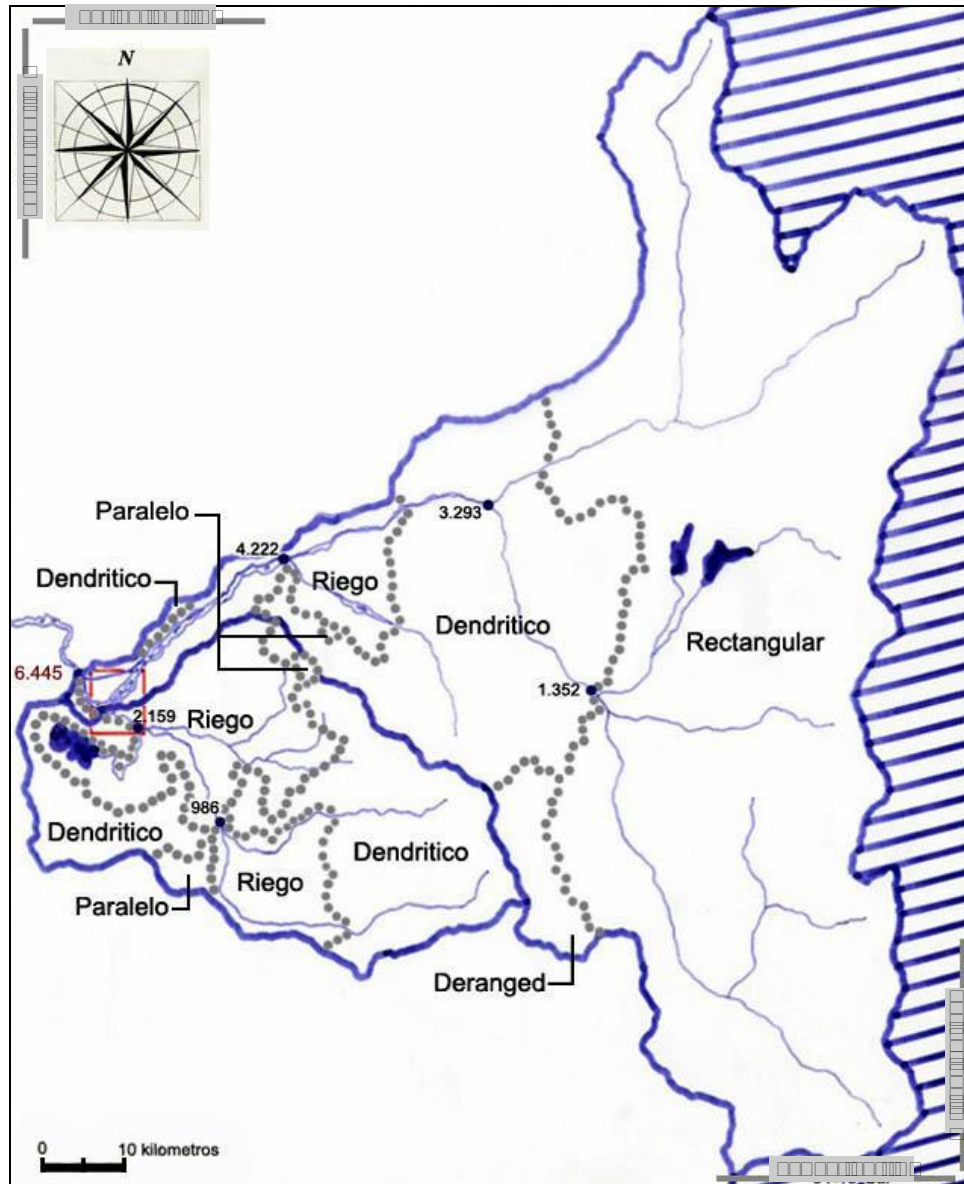 N
Paralelo
3.293
4.222
Dendritico
Riego
Dendritico
Rectangular
6.445
1.352
2.159
Riego
986
Dendritico
Dendritico
Riego
Paralelo
Deranged
0 10 kilometros